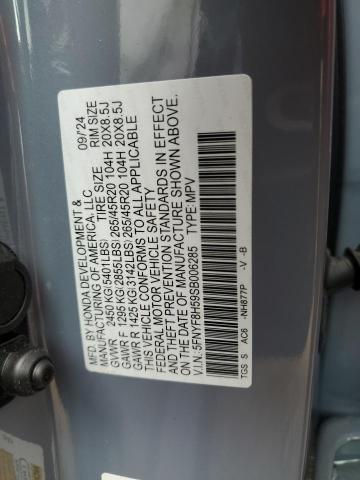 MFD. BY HONDA DEVELOPMENT & 09/24
MANUFACTURING OF AMERICA, LLC
TIRE SIZE RIM SIZE
GVWR 2450 KG(5401LBS)
GAWR F 1295 KG(2855LBS) 265/45R20 104H 20X8.5J
GAWR R 1425 KG(3142LBS) 265/45R20 104H 20X8.5J
THIS VEHICLE CONFORMS TO ALL APPLICABLE
FEDERAL MOTOR VEHICLE SAFETY
AND THEFT PREVENTION STANDARDS IN EFFECT
ON THE DATE OF MANUFACTURE SHOWN ABOVE.
V.I.N.:5FNYF8H59SB006285 TYPE:MPV
TGS S AC6 -NH877P -V -B